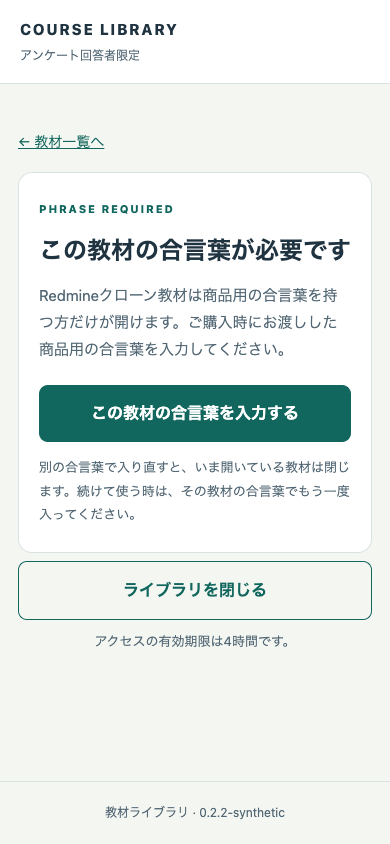 COURSE LIBRARY
アンケート回答者限定
← 教材一覧へ
PHRASE REQUIRED
この教材の合言葉が必要です
Redmineクローン教材は商品用の合言葉を持
つ方だけが開けます。ご購入時にお渡しした
商品用の合言葉を入力してください。
この教材の合言葉を入力する
別の合言葉で入り直すと、いま開いている教材は閉じ
ます。続けて使う時は、その教材の合言葉でもう一度
入ってください。
ライブラリを閉じる
アクセスの有効期限は4時間です。
教材ライブラリ · 0.2.2-synthetic